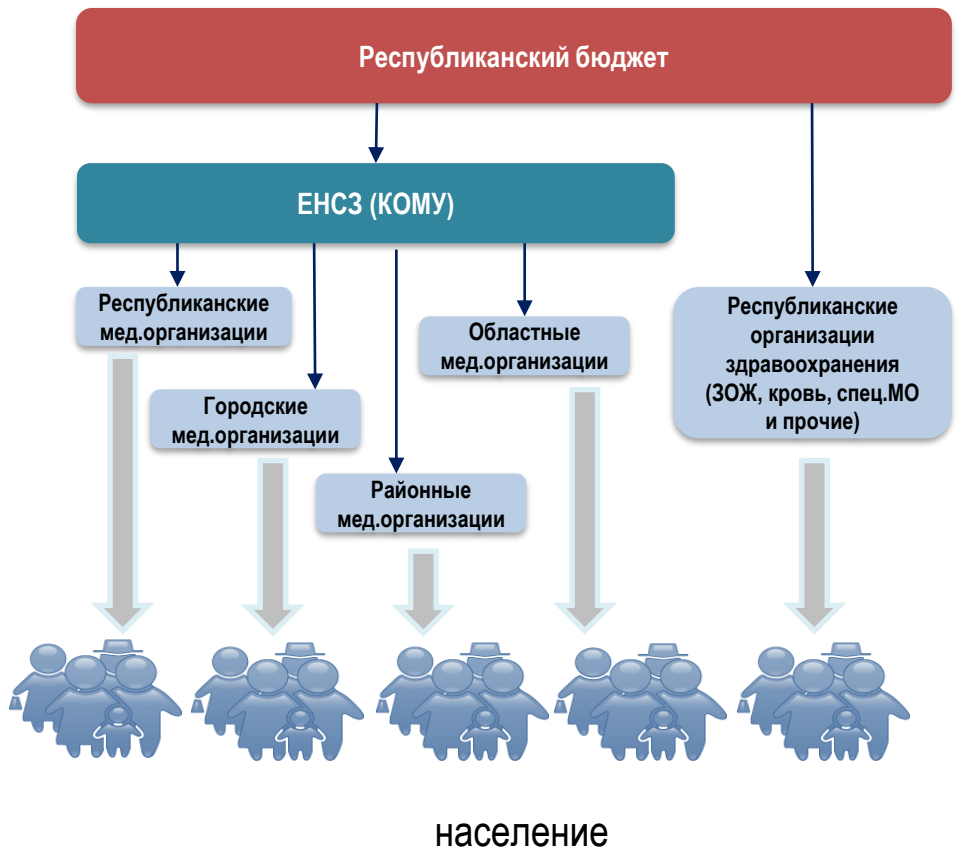 Республиканский бюджет
ЕНСЗ (КОМУ)
Республиканские
мед.организации
Городские
мед.организации
Районные
мед.организации
Областные
мед.организации
Республиканские
организации
здравоохранения
(ЗОЖ, кровь, спец.МО
и прочие)
население